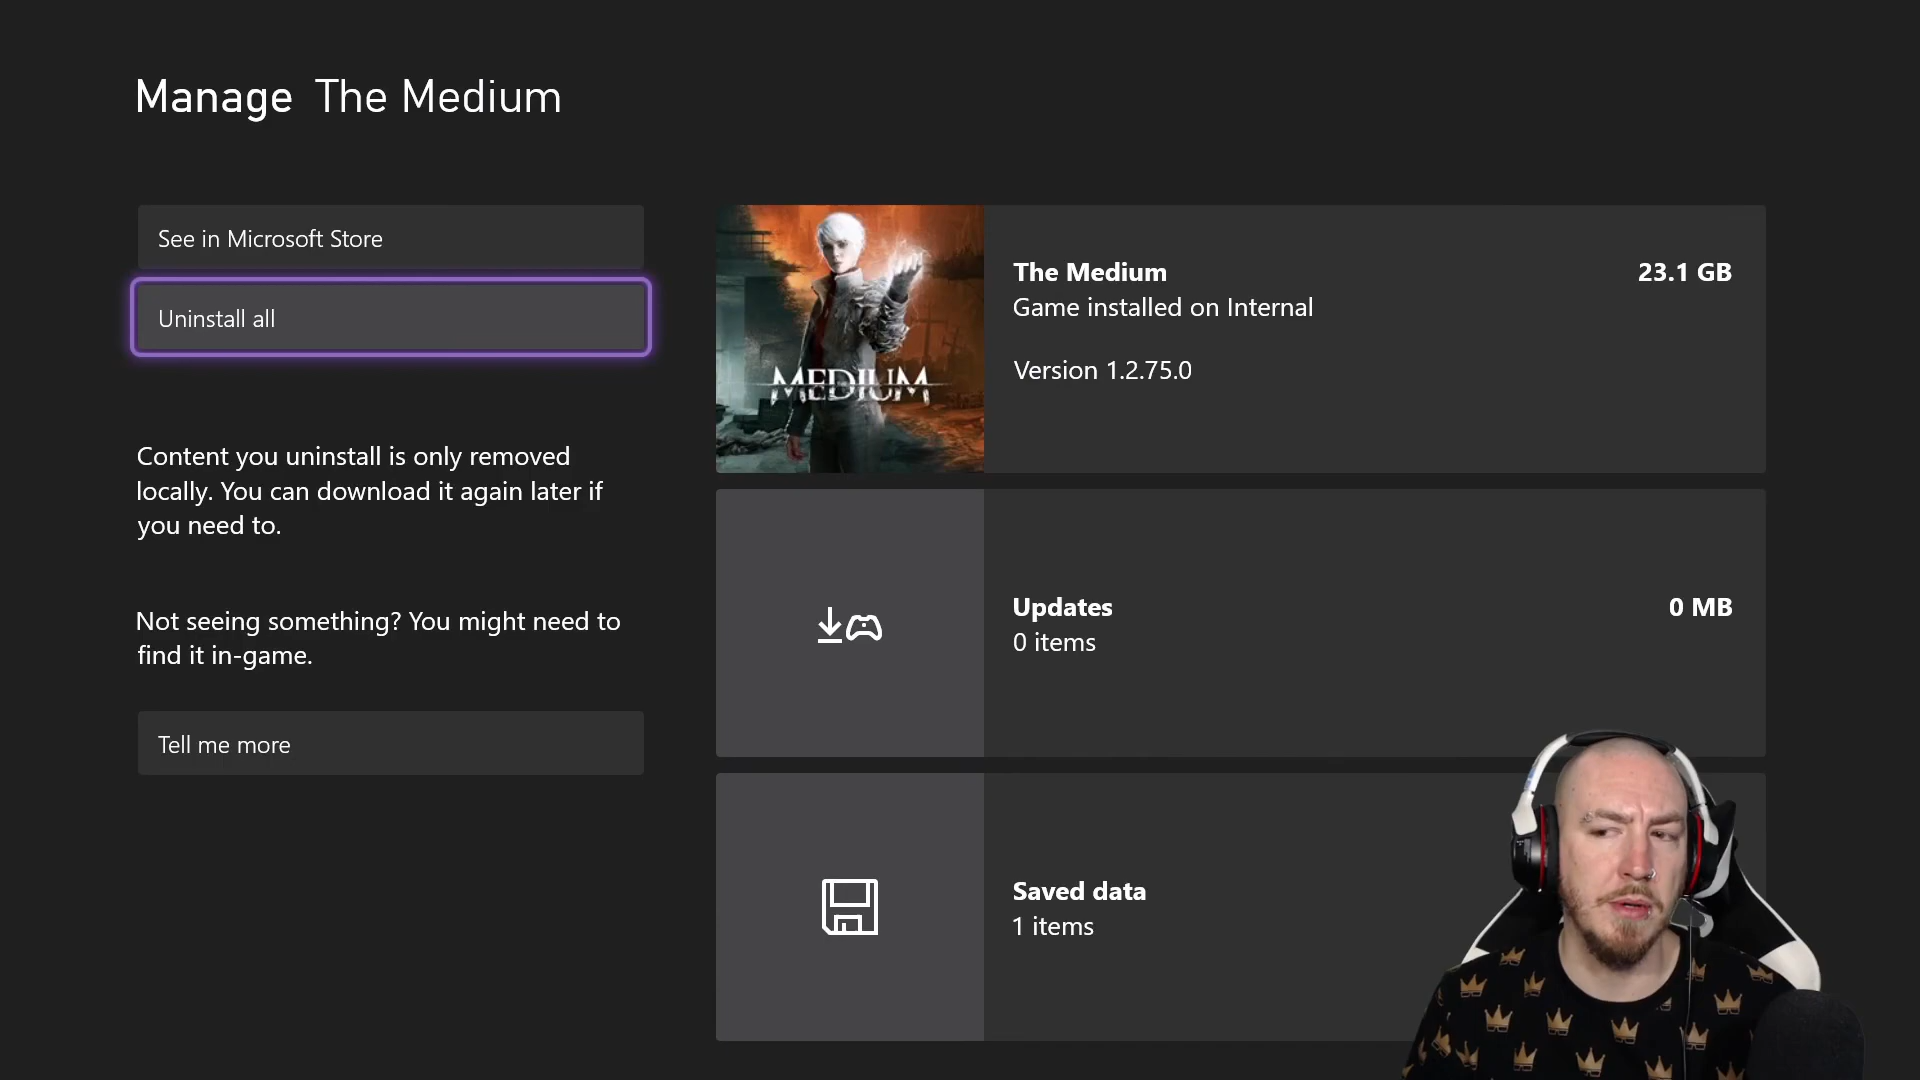 Manage The Medium
See in Microsoft Store
Uninstall all
Content you uninstall is only removed
locally. You can download it again later if
you need to.
Not seeing something? You might need to
find it in-game.
Tell me more
MEDIUM
The Medium
23.1 GB
Game installed on Internal
Version 1.2.75.0
Updates
0 MB
0 items
Saved data
1 items